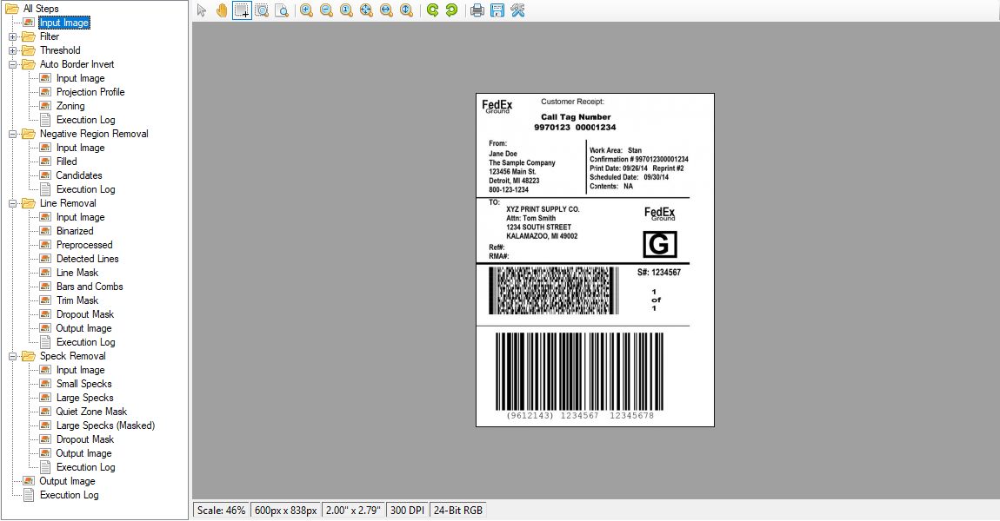 All Steps
Input Image
Filter
Threshold
Auto Border Invert
Input Image
Projection Profile
Zoning
Execution Log
Negative Region Removal
Input Image
Filled
Candidates
Execution Log
Line Removal
Input Image
Binarized
Preprocessed
Detected Lines
Line Mask
Bars and Combs
Trim Mask
Dropout Mask
Output Image
Execution Log
Speck Removal
Input Image
Small Specks
Large Specks
Quiet Zone Mask
Large Specks (Masked)
Dropout Mask
Output Image
Execution Log
Output Image
Execution Log
FedEx
Ground
Customer Receipt:
Call Tag Number
9970123 00001234
From:
Jane Doe
The Sample Company
123456 Main St.
Detroit, MI 48223
800-123-1234
Work Area: Stan
Confirmation # 997012300001234
Print Date: 09/26/14 Reprint #2
Scheduled Date: 09/30/14
Contents: NA
TO:
XYZ PRINT SUPPLY CO.
Attn: Tom Smith
1234 SOUTH STREET
KALAMAZOO, MI 49002
Ref#:
RMA#:
FedEx
Ground
G
S#: 1234567
1
of
1
(9612143) 1234567 12345678
Scale: 46% 600px x 838px 2.00" x 2.79" 300 DPI 24-Bit RGB